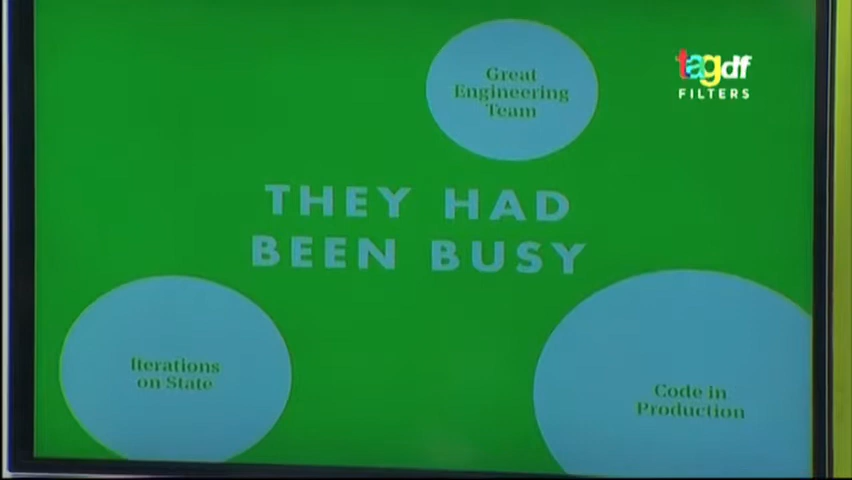 Great
Engineering
Team
tagdf
FILTERS
THEY HAD
BEEN BUSY
Iterations
on State
Code in
Production